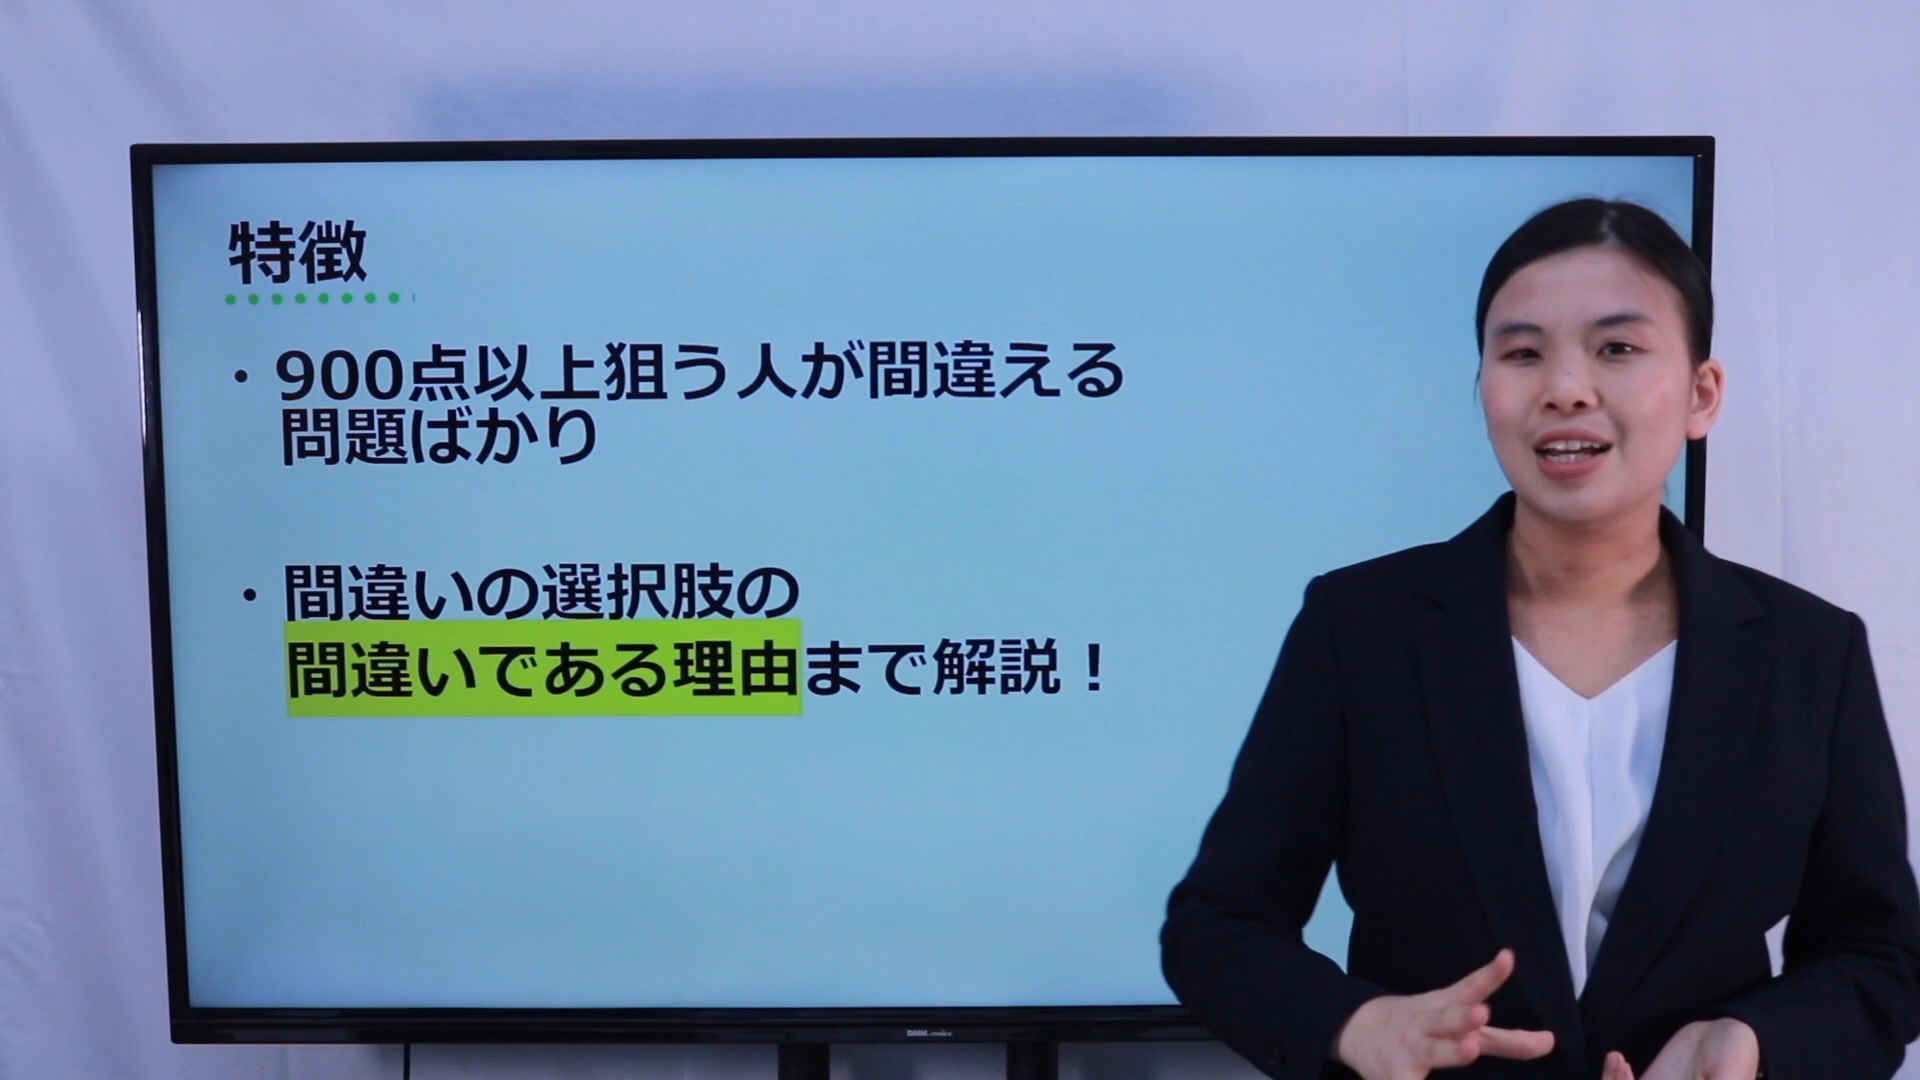 特徴
・900点以上狙う人が間違える
問題ばかり
・間違いの選択肢の
間違いである理由まで解説！
DMM.make